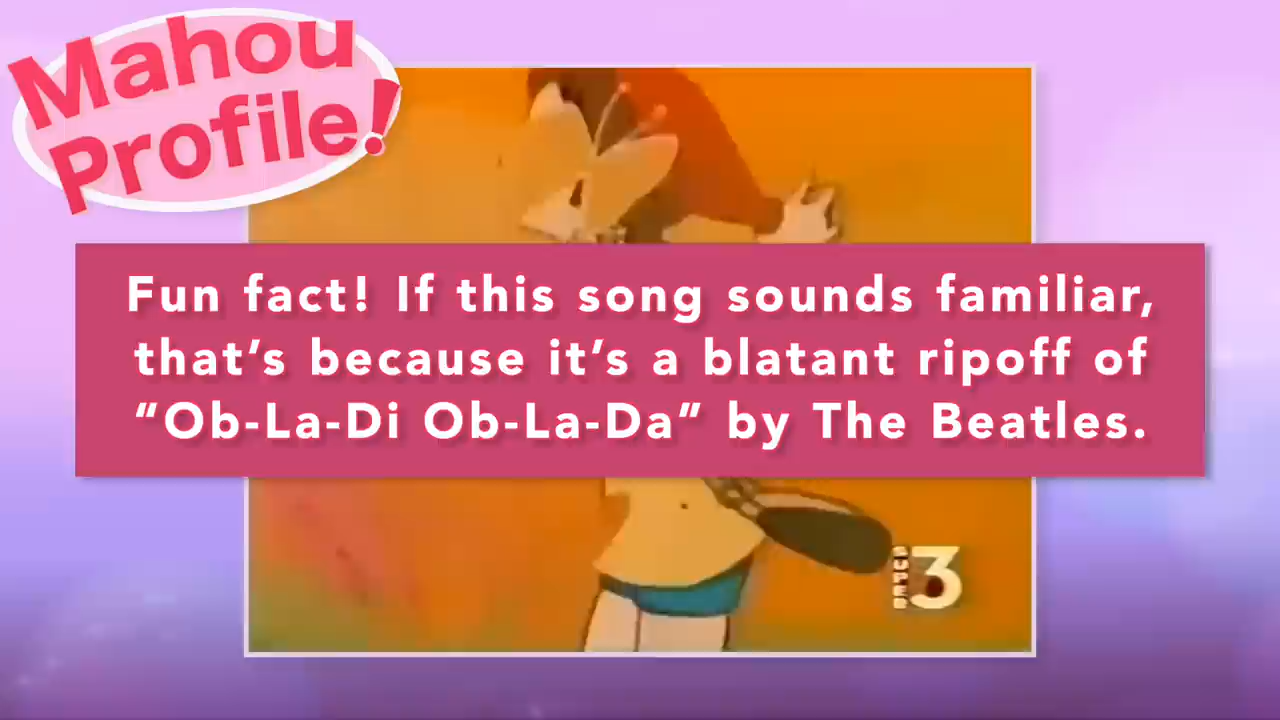 Mahou
Profile!
Fun fact! If this song sounds familiar,
that’s because it’s a blatant ripoff of
“Ob-La-Di Ob-La-Da” by The Beatles.
SUPER
3